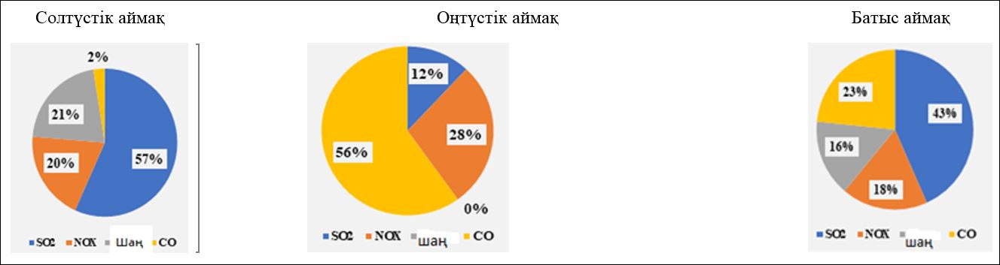 Солтүстік аймақ
Оңтүстік аймақ
Батыс аймақ
2%
21%
20%
57%
SO2 NOX Шаң CO
12%
28%
56%
0%
SO2 NOX шаң CO
23%
43%
16%
18%
SO2 NOX шаң CO